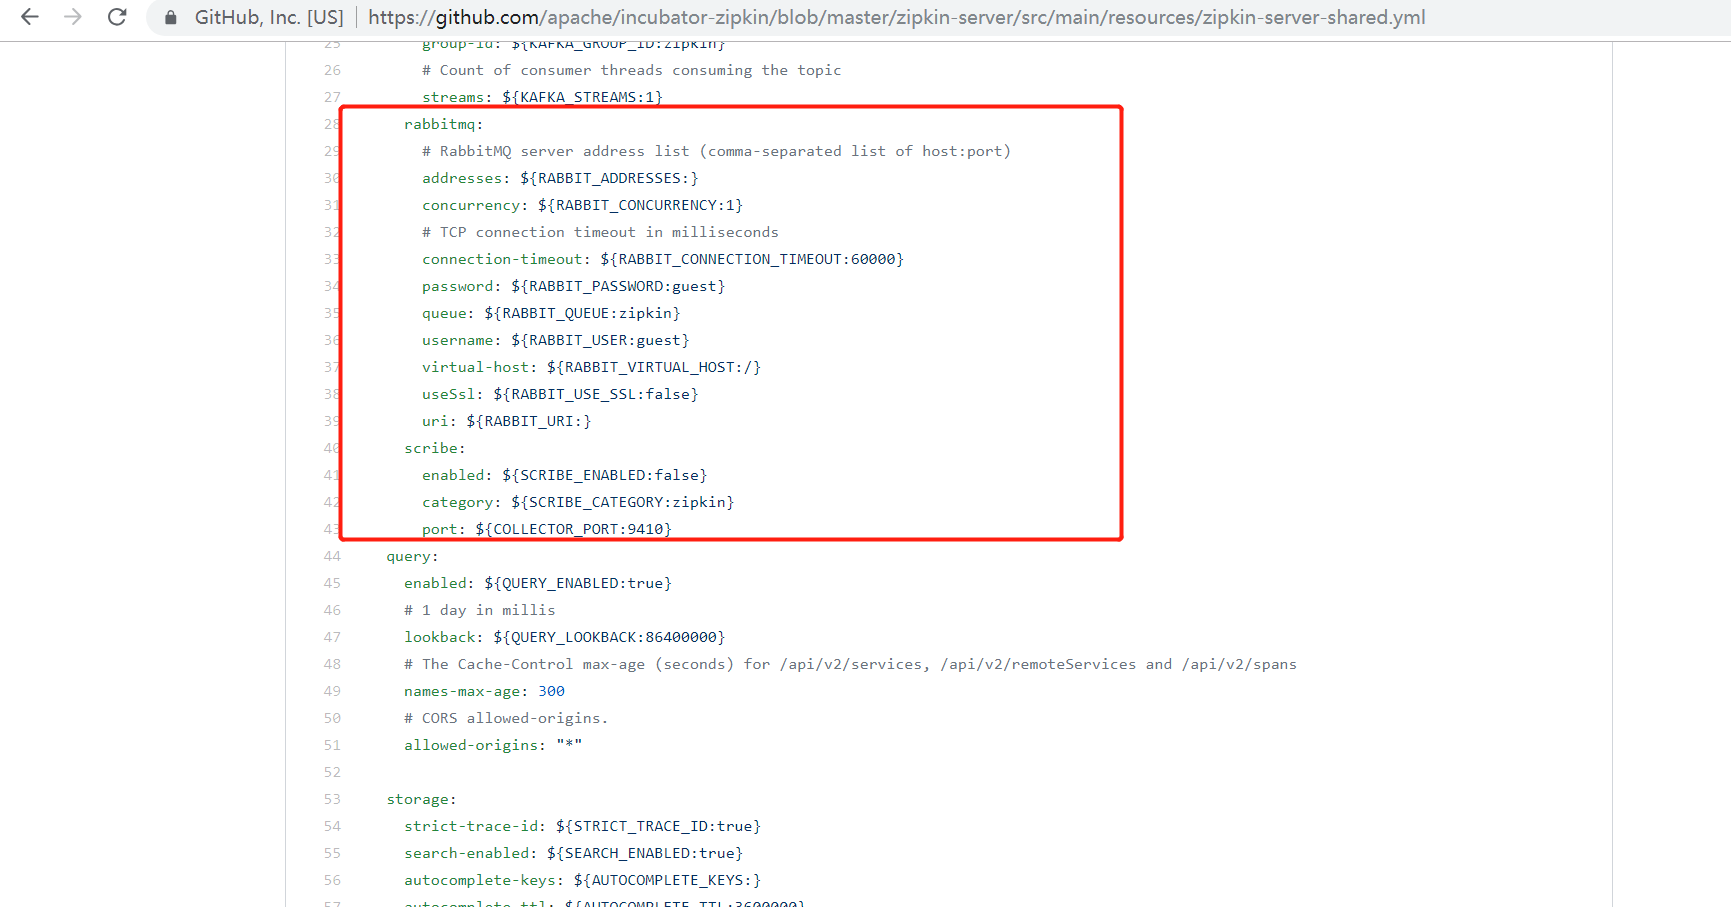 GitHub, Inc. [US] | https://github.com/apache/incubator-zipkin/blob/master/zipkin-server/src/main/resources/zipkin-server-shared.yml
25 group-id: ${KAFKA_GROUP_ID:zipkin}
26 # Count of consumer threads consuming the topic
27 streams: ${KAFKA_STREAMS:1}
28 rabbitmq:
29 # RabbitMQ server address list (comma-separated list of host:port)
30 addresses: ${RABBIT_ADDRESSES:}
31 concurrency: ${RABBIT_CONCURRENCY:1}
32 # TCP connection timeout in milliseconds
33 connection-timeout: ${RABBIT_CONNECTION_TIMEOUT:60000}
34 password: ${RABBIT_PASSWORD:guest}
35 queue: ${RABBIT_QUEUE:zipkin}
36 username: ${RABBIT_USER:guest}
37 virtual-host: ${RABBIT_VIRTUAL_HOST:/}
38 useSsl: ${RABBIT_USE_SSL:false}
39 uri: ${RABBIT_URI:}
40 scribe:
41 enabled: ${SCRIBE_ENABLED:false}
42 category: ${SCRIBE_CATEGORY:zipkin}
43 port: ${COLLECTOR_PORT:9410}
44 query:
45 enabled: ${QUERY_ENABLED:true}
46 # 1 day in millis
47 lookback: ${QUERY_LOOKBACK:86400000}
48 # The Cache-Control max-age (seconds) for /api/v2/services, /api/v2/remoteServices and /api/v2/spans
49 names-max-age: 300
50 # CORS allowed-origins.
51 allowed-origins: "*"
52
53 storage:
54 strict-trace-id: ${STRICT_TRACE_ID:true}
55 search-enabled: ${SEARCH_ENABLED:true}
56 autocomplete-keys: ${AUTOCOMPLETE_KEYS:}
57 autocomplete-ttl: ${AUTOCOMPLETE_TTL:3600000}